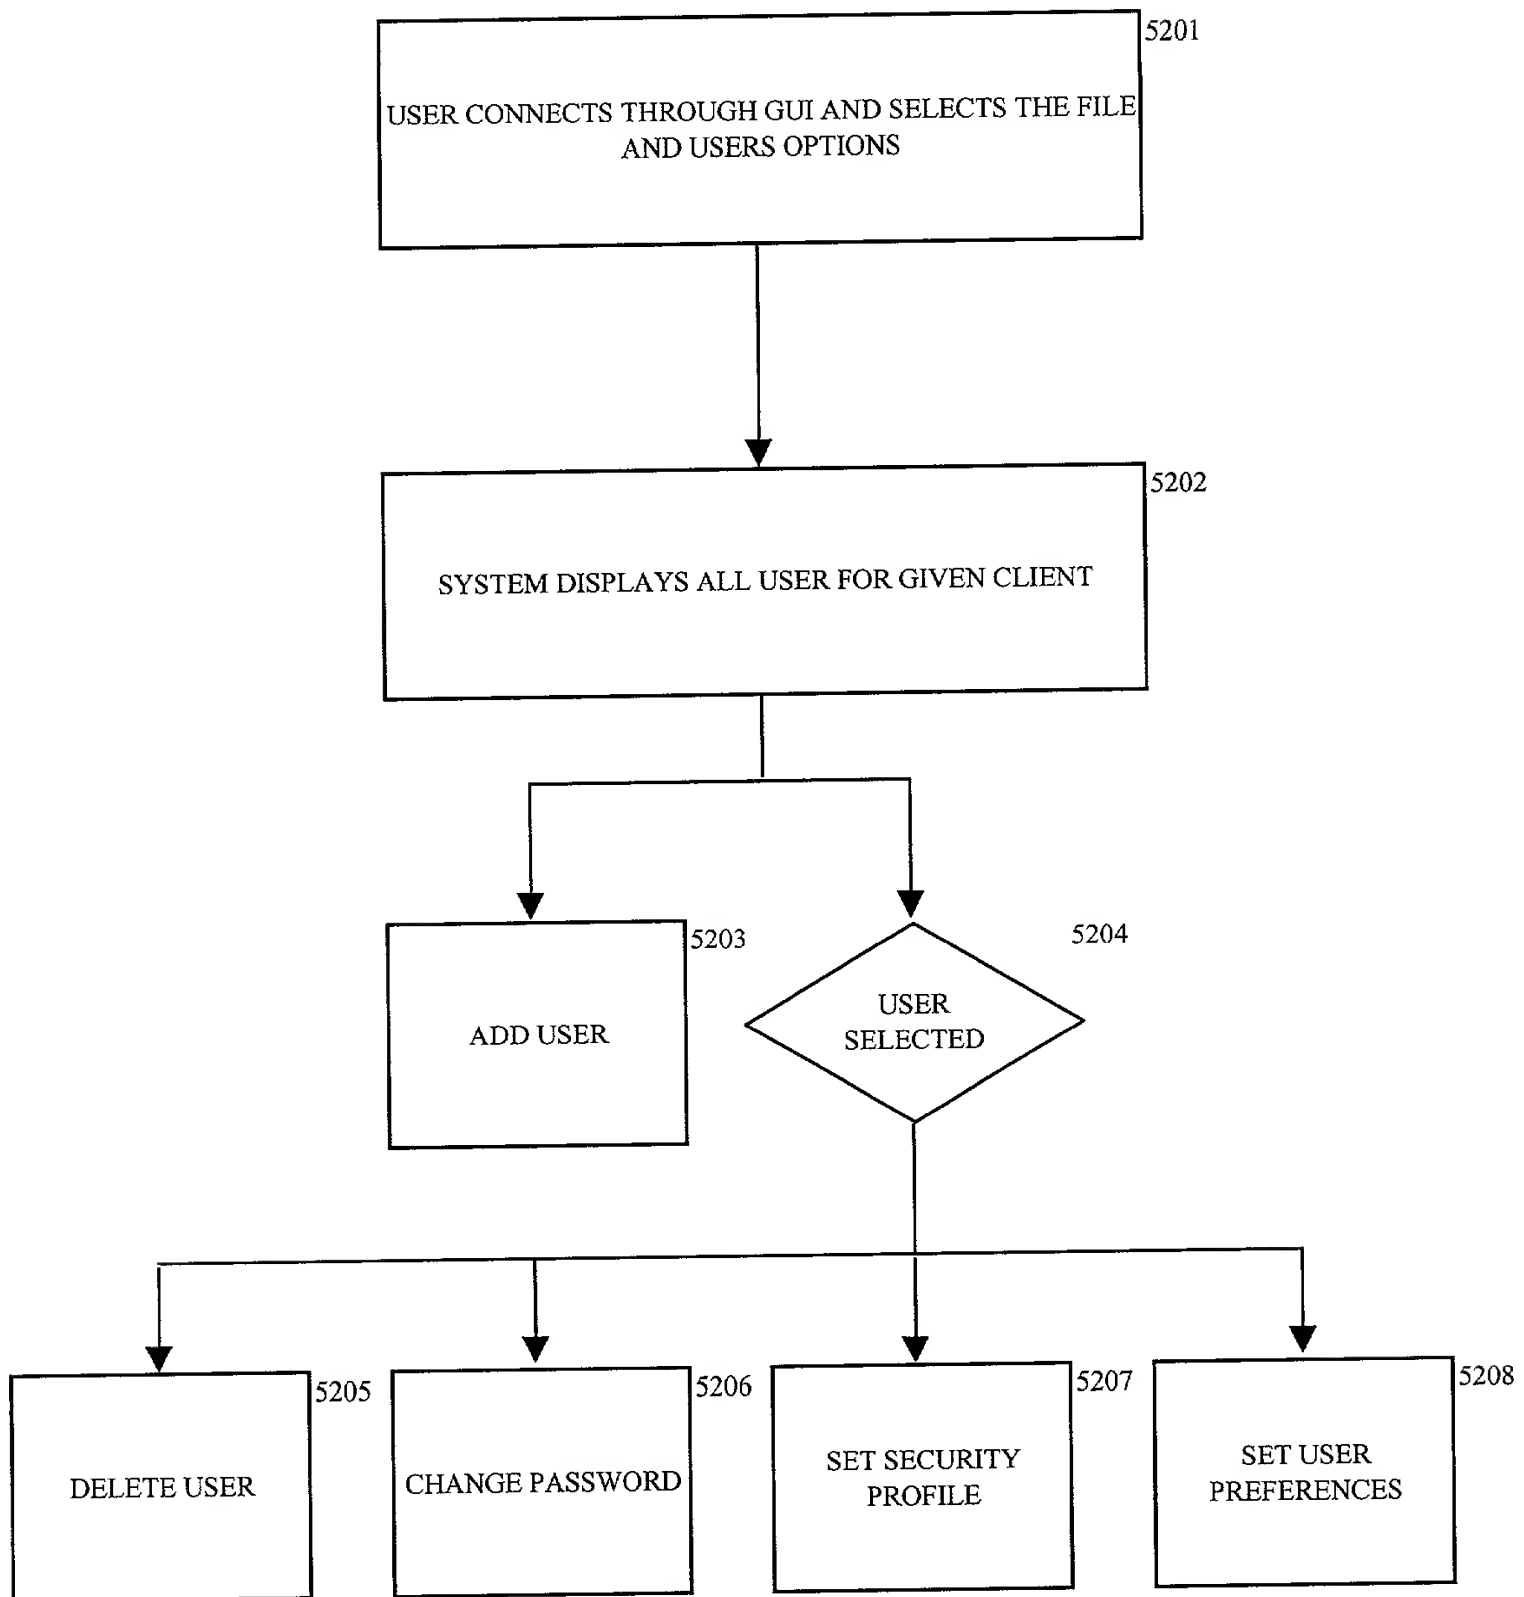 5201
USER CONNECTS THROUGH GUI AND SELECTS THE FILE
AND USERS OPTIONS
5202
SYSTEM DISPLAYS ALL USER FOR GIVEN CLIENT
5203
ADD USER
5204
USER
SELECTED
5205
DELETE USER
5206
CHANGE PASSWORD
5207
SET SECURITY
PROFILE
5208
SET USER
PREFERENCES